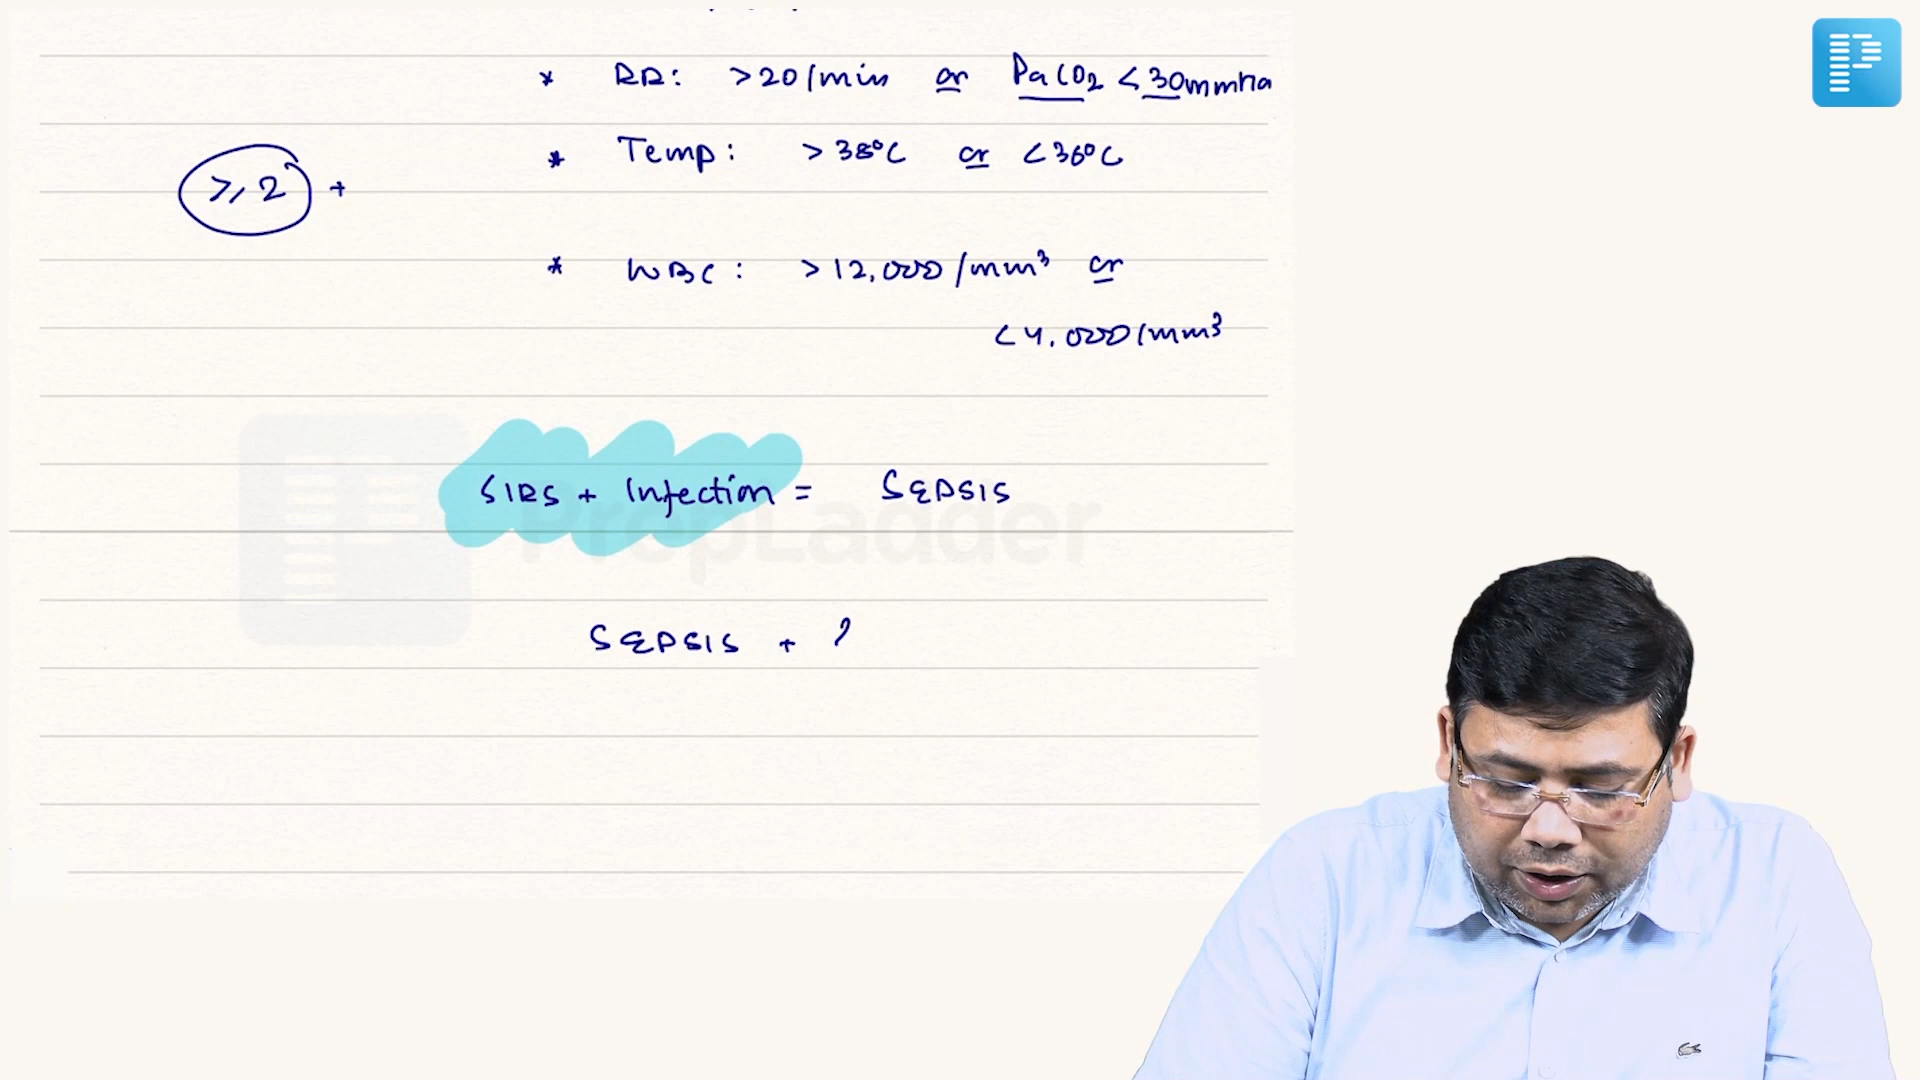 * RR: >20/min or PaCO2 <30mmHg
* Temp: >38°C or <36°C
≥2 +
* WBC: >12,000/mm³ or
<4,000/mm³
SIRS + Infection = SEPSIS
PrepLadder
SEPSIS +